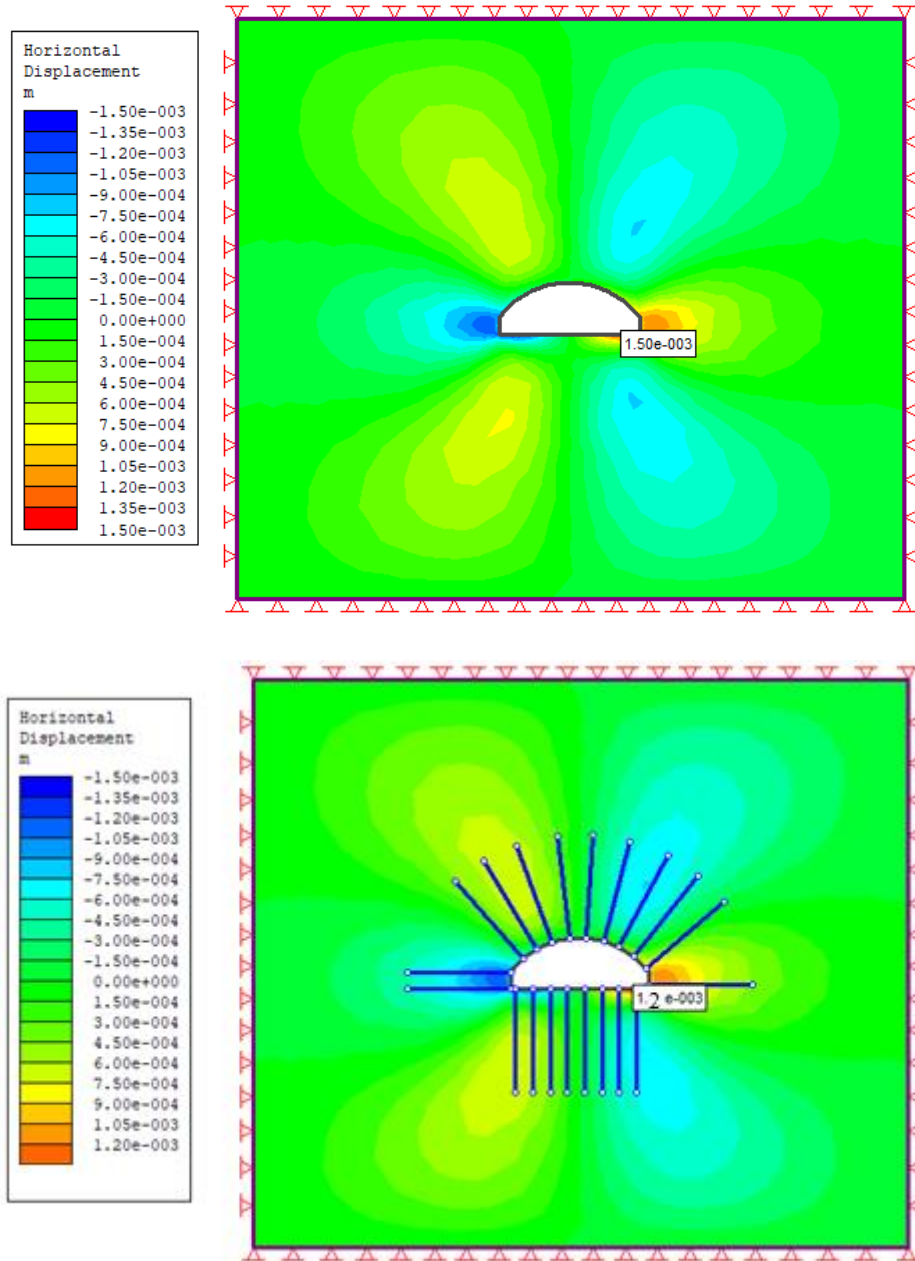 Horizontal
Displacement
m
-1.50e-003
-1.35e-003
-1.20e-003
-1.05e-003
-9.00e-004
-7.50e-004
-6.00e-004
-4.50e-004
-3.00e-004
-1.50e-004
0.00e+000
1.50e-004
3.00e-004
4.50e-004
6.00e-004
7.50e-004
9.00e-004
1.05e-003
1.20e-003
1.35e-003
1.50e-003
1.50e-003
Horizontal
Displacement
m
-1.50e-003
-1.35e-003
-1.20e-003
-1.05e-003
-9.00e-004
-7.50e-004
-6.00e-004
-4.50e-004
-3.00e-004
-1.50e-004
0.00e+000
1.50e-004
3.00e-004
4.50e-004
6.00e-004
7.50e-004
9.00e-004
1.05e-003
1.20e-003
1.2 e-003